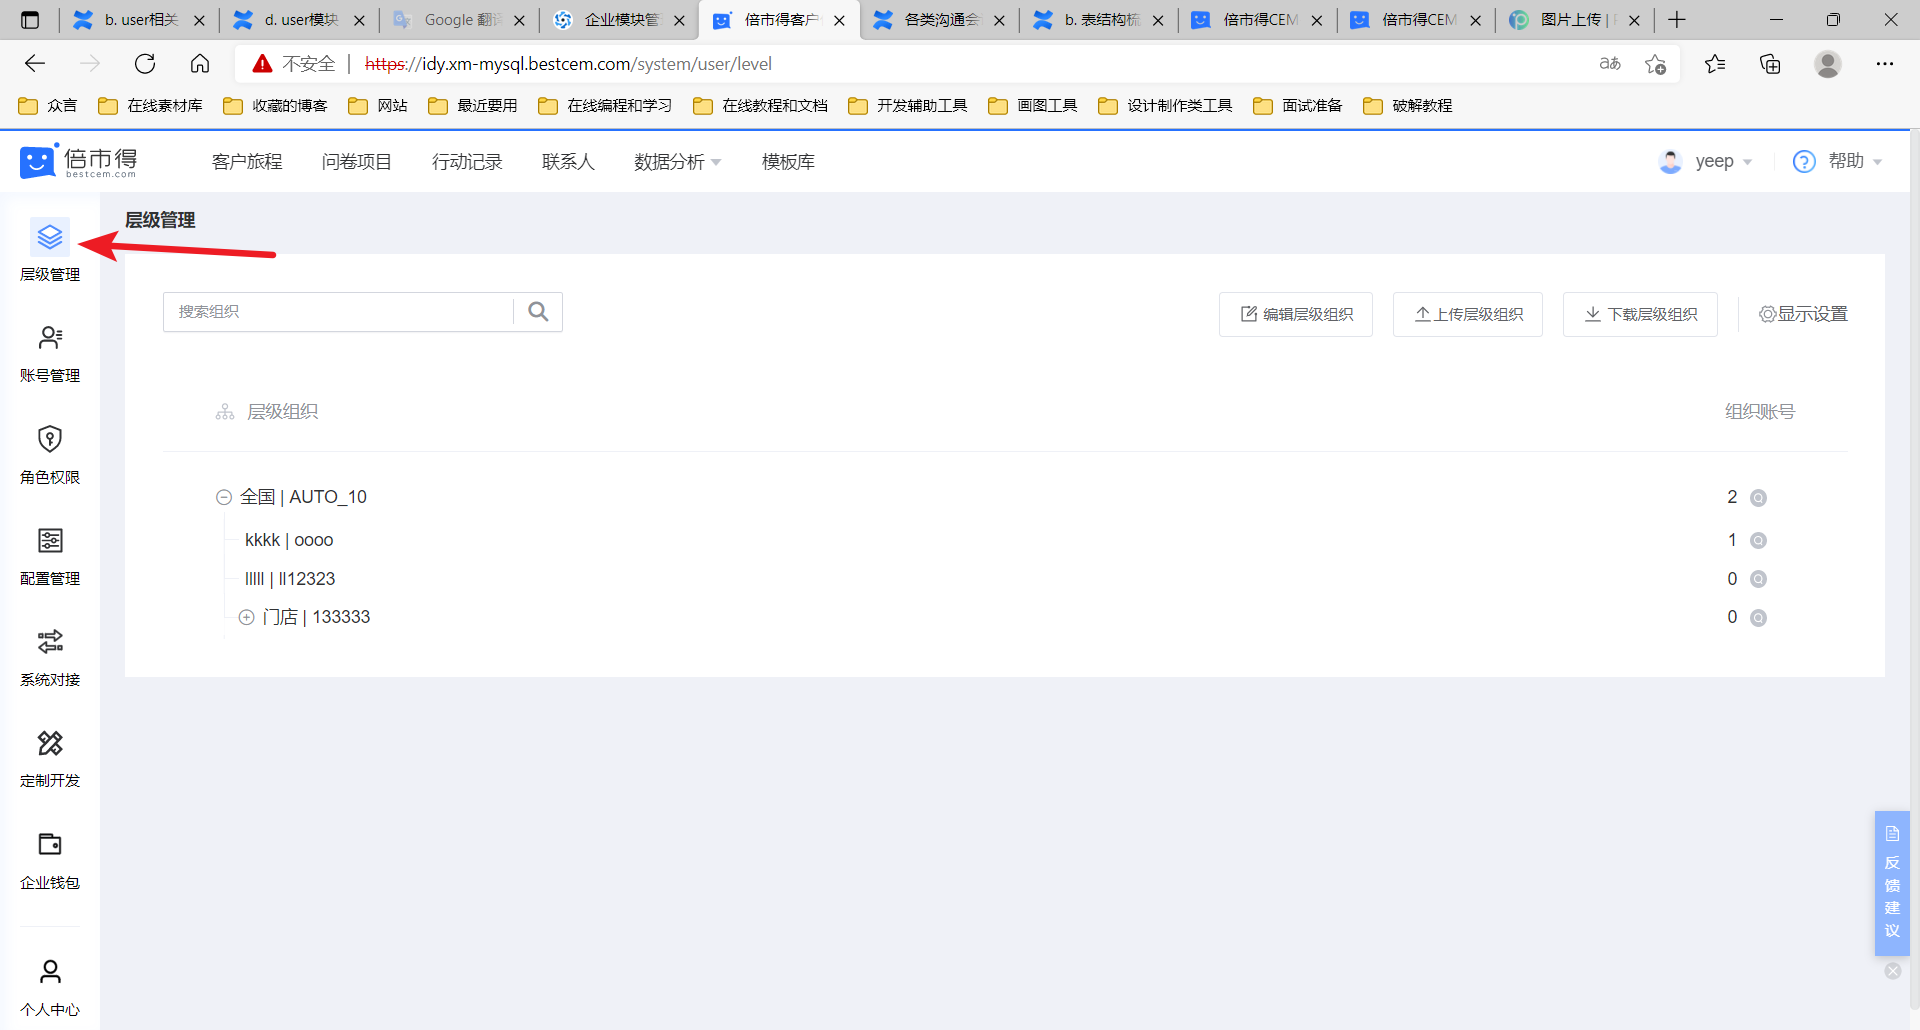 b. user相关
d. user模块
Google 翻译
企业模块管
倍市得客户
各类沟通会
b. 表结构梳
倍市得CEM
倍市得CEM
图片上传 |
不安全
https://idy.xm-mysql.bestcem.com/system/user/level
众言
在线素材库
收藏的博客
网站
最近要用
在线编程和学习
在线教程和文档
开发辅助工具
画图工具
设计制作类工具
面试准备
破解教程
倍市得
bestcem.com
客户旅程
问卷项目
行动记录
联系人
数据分析
模板库
yeep
帮助
层级管理
账号管理
角色权限
配置管理
系统对接
定制开发
企业钱包
个人中心
层级管理
搜索组织
编辑层级组织
上传层级组织
下载层级组织
显示设置
层级组织
组织账号
全国 | AUTO_10
2
kkkk | oooo
1
lllll | ll12323
0
门店 | 133333
0
反馈建议